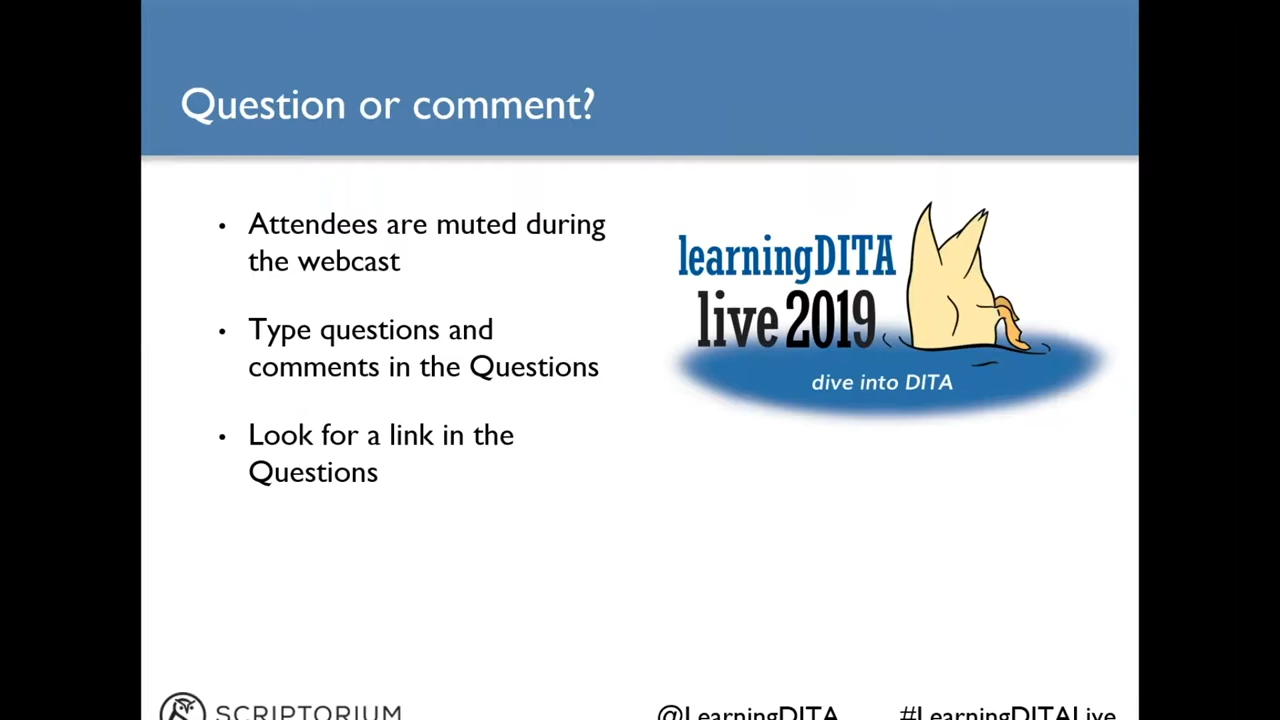 Question or comment?
• Attendees are muted during
the webcast
• Type questions and
comments in the Questions
• Look for a link in the
Questions
learningDITA
live 2019
dive into DITA
SCRIPTORIUM
@LearningDITA
#LearningDITALive